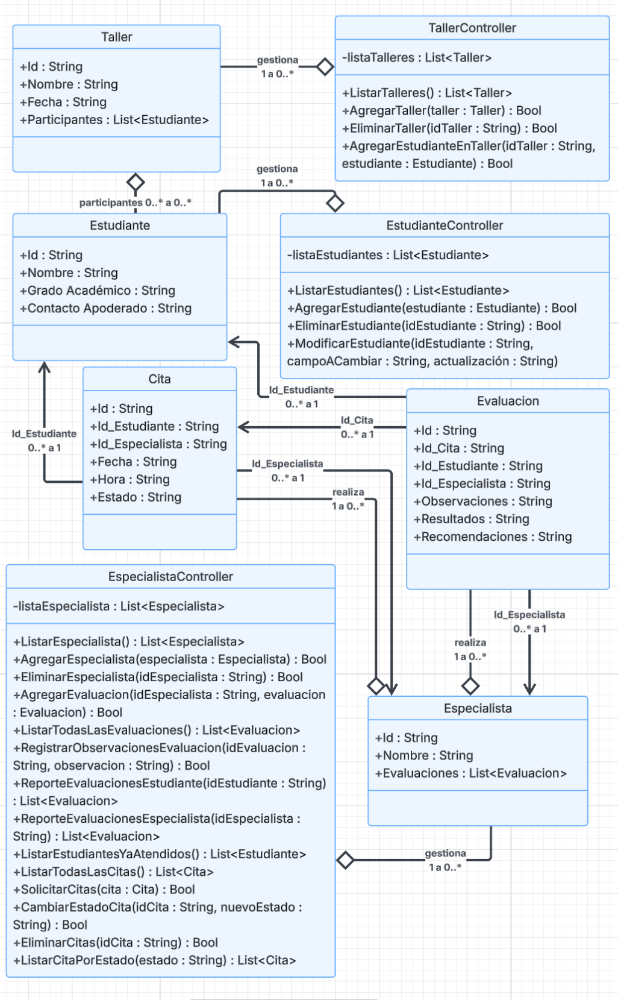 Taller
+Id : String
+Nombre : String
+Fecha : String
+Participantes : List<Estudiante>
gestiona
1 a 0..*
TallerController
-listaTalleres : List<Taller>
+ListarTalleres() : List<Taller>
+AgregarTaller(taller : Taller) : Bool
+EliminarTaller(idTaller : String) : Bool
+AgregarEstudianteEnTaller(idTaller : String,
estudiante : Estudiante) : Bool
participantes 0..* a 0..*
gestiona
1 a 0..*
Estudiante
+Id : String
+Nombre : String
+Grado Académico : String
+Contacto Apoderado : String
EstudianteController
-listaEstudiantes : List<Estudiante>
+ListarEstudiantes() : List<Estudiante>
+AgregarEstudiante(estudiante : Estudiante) : Bool
+EliminarEstudiante(idEstudiante : String) : Bool
+ModificarEstudiante(idEstudiante : String,
campoACambiar : String, actualización : String)
Id_Estudiante
0..* a 1
Cita
+Id : String
+Id_Estudiante : String
+Id_Especialista : String
+Fecha : String
+Hora : String
+Estado : String
Id_Estudiante
0..* a 1
Id_Cita
0..* a 1
Id_Especialista
0..* a 1
realiza
1 a 0..*
Evaluacion
+Id : String
+Id_Cita : String
+Id_Estudiante : String
+Id_Especialista : String
+Observaciones : String
+Resultados : String
+Recomendaciones : String
EspecialistaController
-listaEspecialista : List<Especialista>
+ListarEspecialista() : List<Especialista>
+AgregarEspecialista(especialista : Especialista) : Bool
+EliminarEspecialista(idEspecialista : String) : Bool
+AgregarEvaluacion(idEspecialista : String, evaluacion
: Evaluacion) : Bool
+ListarTodasLasEvaluaciones() : List<Evaluacion>
+RegistrarObservacionesEvaluacion(idEvaluacion :
String, observacion : String) : Bool
+ReporteEvaluacionesEstudiante(idEstudiante : String)
: List<Evaluacion>
+ReporteEvaluacionesEspecialista(idEspecialista :
String) : List<Evaluacion>
+ListarEstudiantesYaAtendidos() : List<Estudiante>
+ListarTodasLasCitas() : List<Cita>
+SolicitarCitas(cita : Cita) : Bool
+CambiarEstadoCita(idCita : String, nuevoEstado :
String) : Bool
+EliminarCitas(idCita : String) : Bool
+ListarCitaPorEstado(estado : String) : List<Cita>
realiza
1 a 0..*
Id_Especialista
0..* a 1
Especialista
+Id : String
+Nombre : String
+Evaluaciones : List<Evaluacion>
gestiona
1 a 0..*